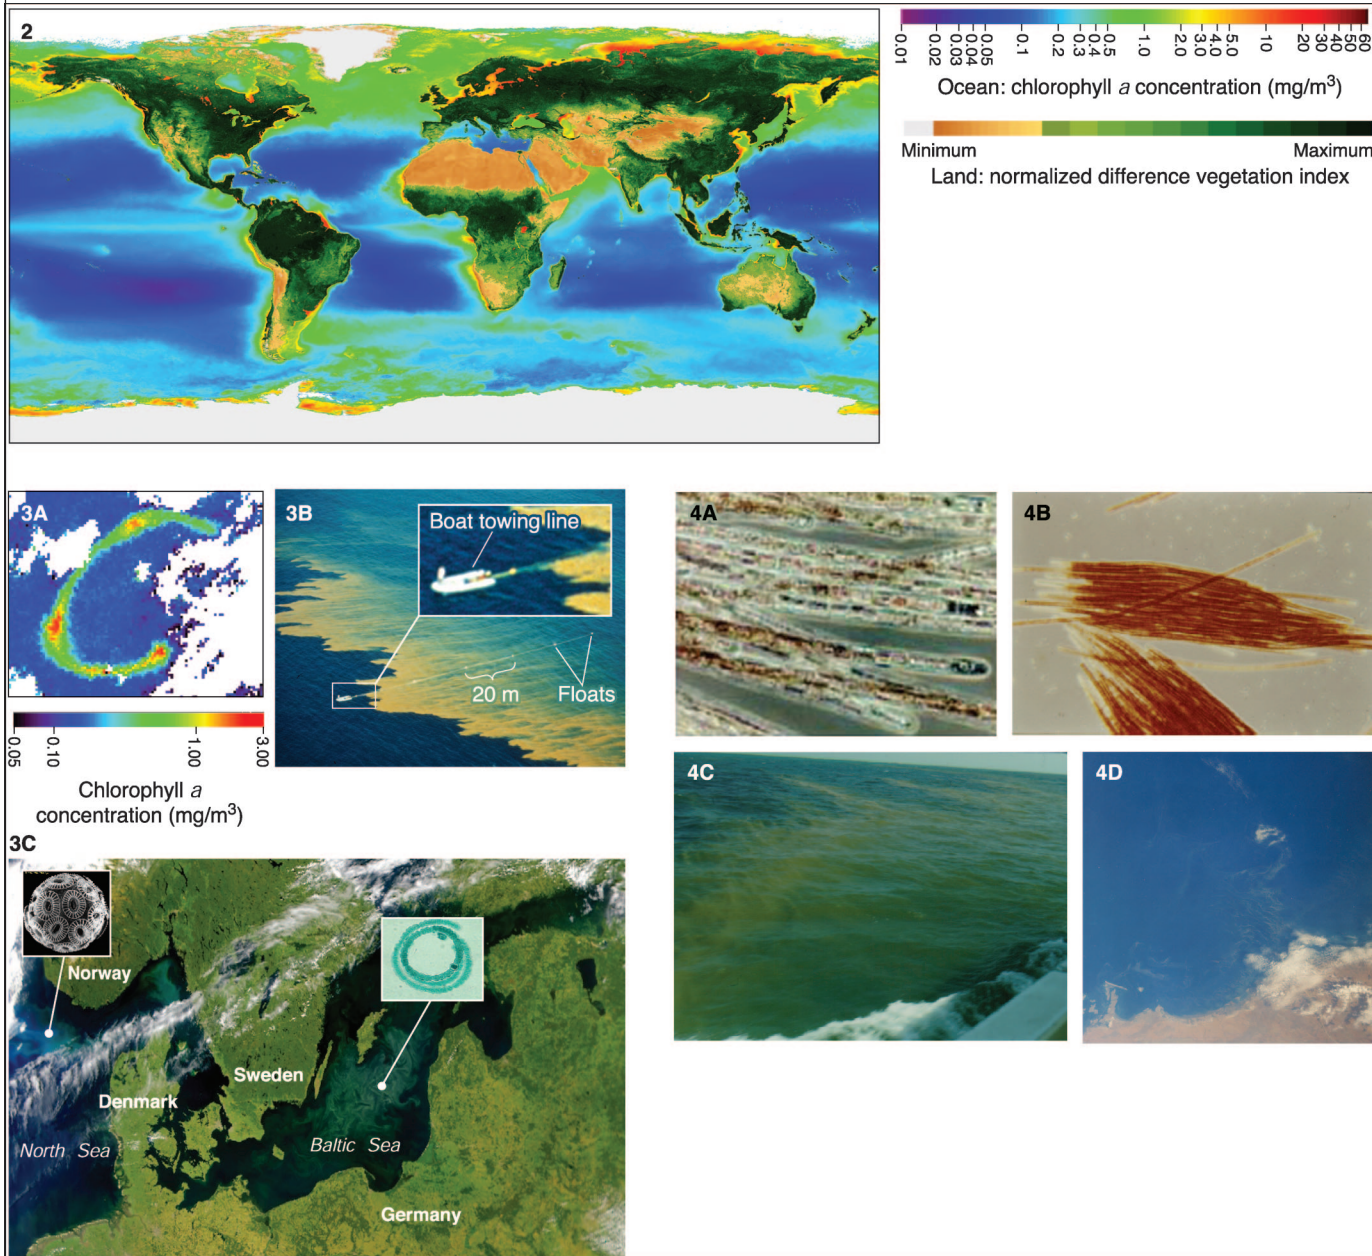 2
0.01
0.02
0.03
0.04
0.05
0.1
0.2
0.3
0.4
0.5
1.0
2.0
3.0
4.0
5.0
10
20
30
40
50
60
Ocean: chlorophyll a concentration (mg/m³)
Minimum Maximum
Land: normalized difference vegetation index
3A
0.05
0.10
1.00
3.00
Chlorophyll a
concentration (mg/m³)
3B
Boat towing line
20 m
Floats
4A
4B
4C
4D
3C
Norway
Sweden
Denmark
North Sea
Baltic Sea
Germany